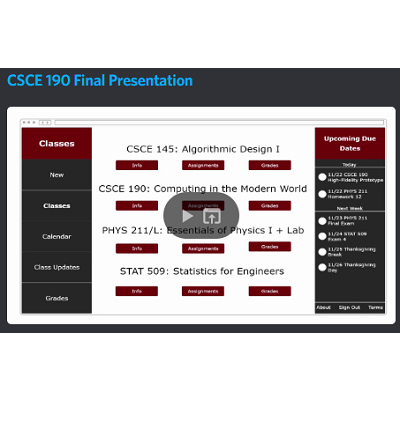 CSCE 190 Final Presentation
Classes
New
Classes
Calendar
Class Updates
Grades
CSCE 145: Algorithmic Design I
Info Assignments Grades
CSCE 190: Computing in the Modern World
Info Assignments Grades
PHYS 211/L: Essentials of Physics I + Lab
Info Assignments Grades
STAT 509: Statistics for Engineers
Info Assignments Grades
Upcoming Due
Dates
Today
11/22 CSCE 190
High-Fidelity Prototype
11/22 PHYS 211
Homework 12
Next Week
11/23 PHYS 211
Final Exam
11/24 STAT 509
Exam 4
11/25 Thanksgiving
Break
11/26 Thanksgiving
Day
About Sign Out Terms